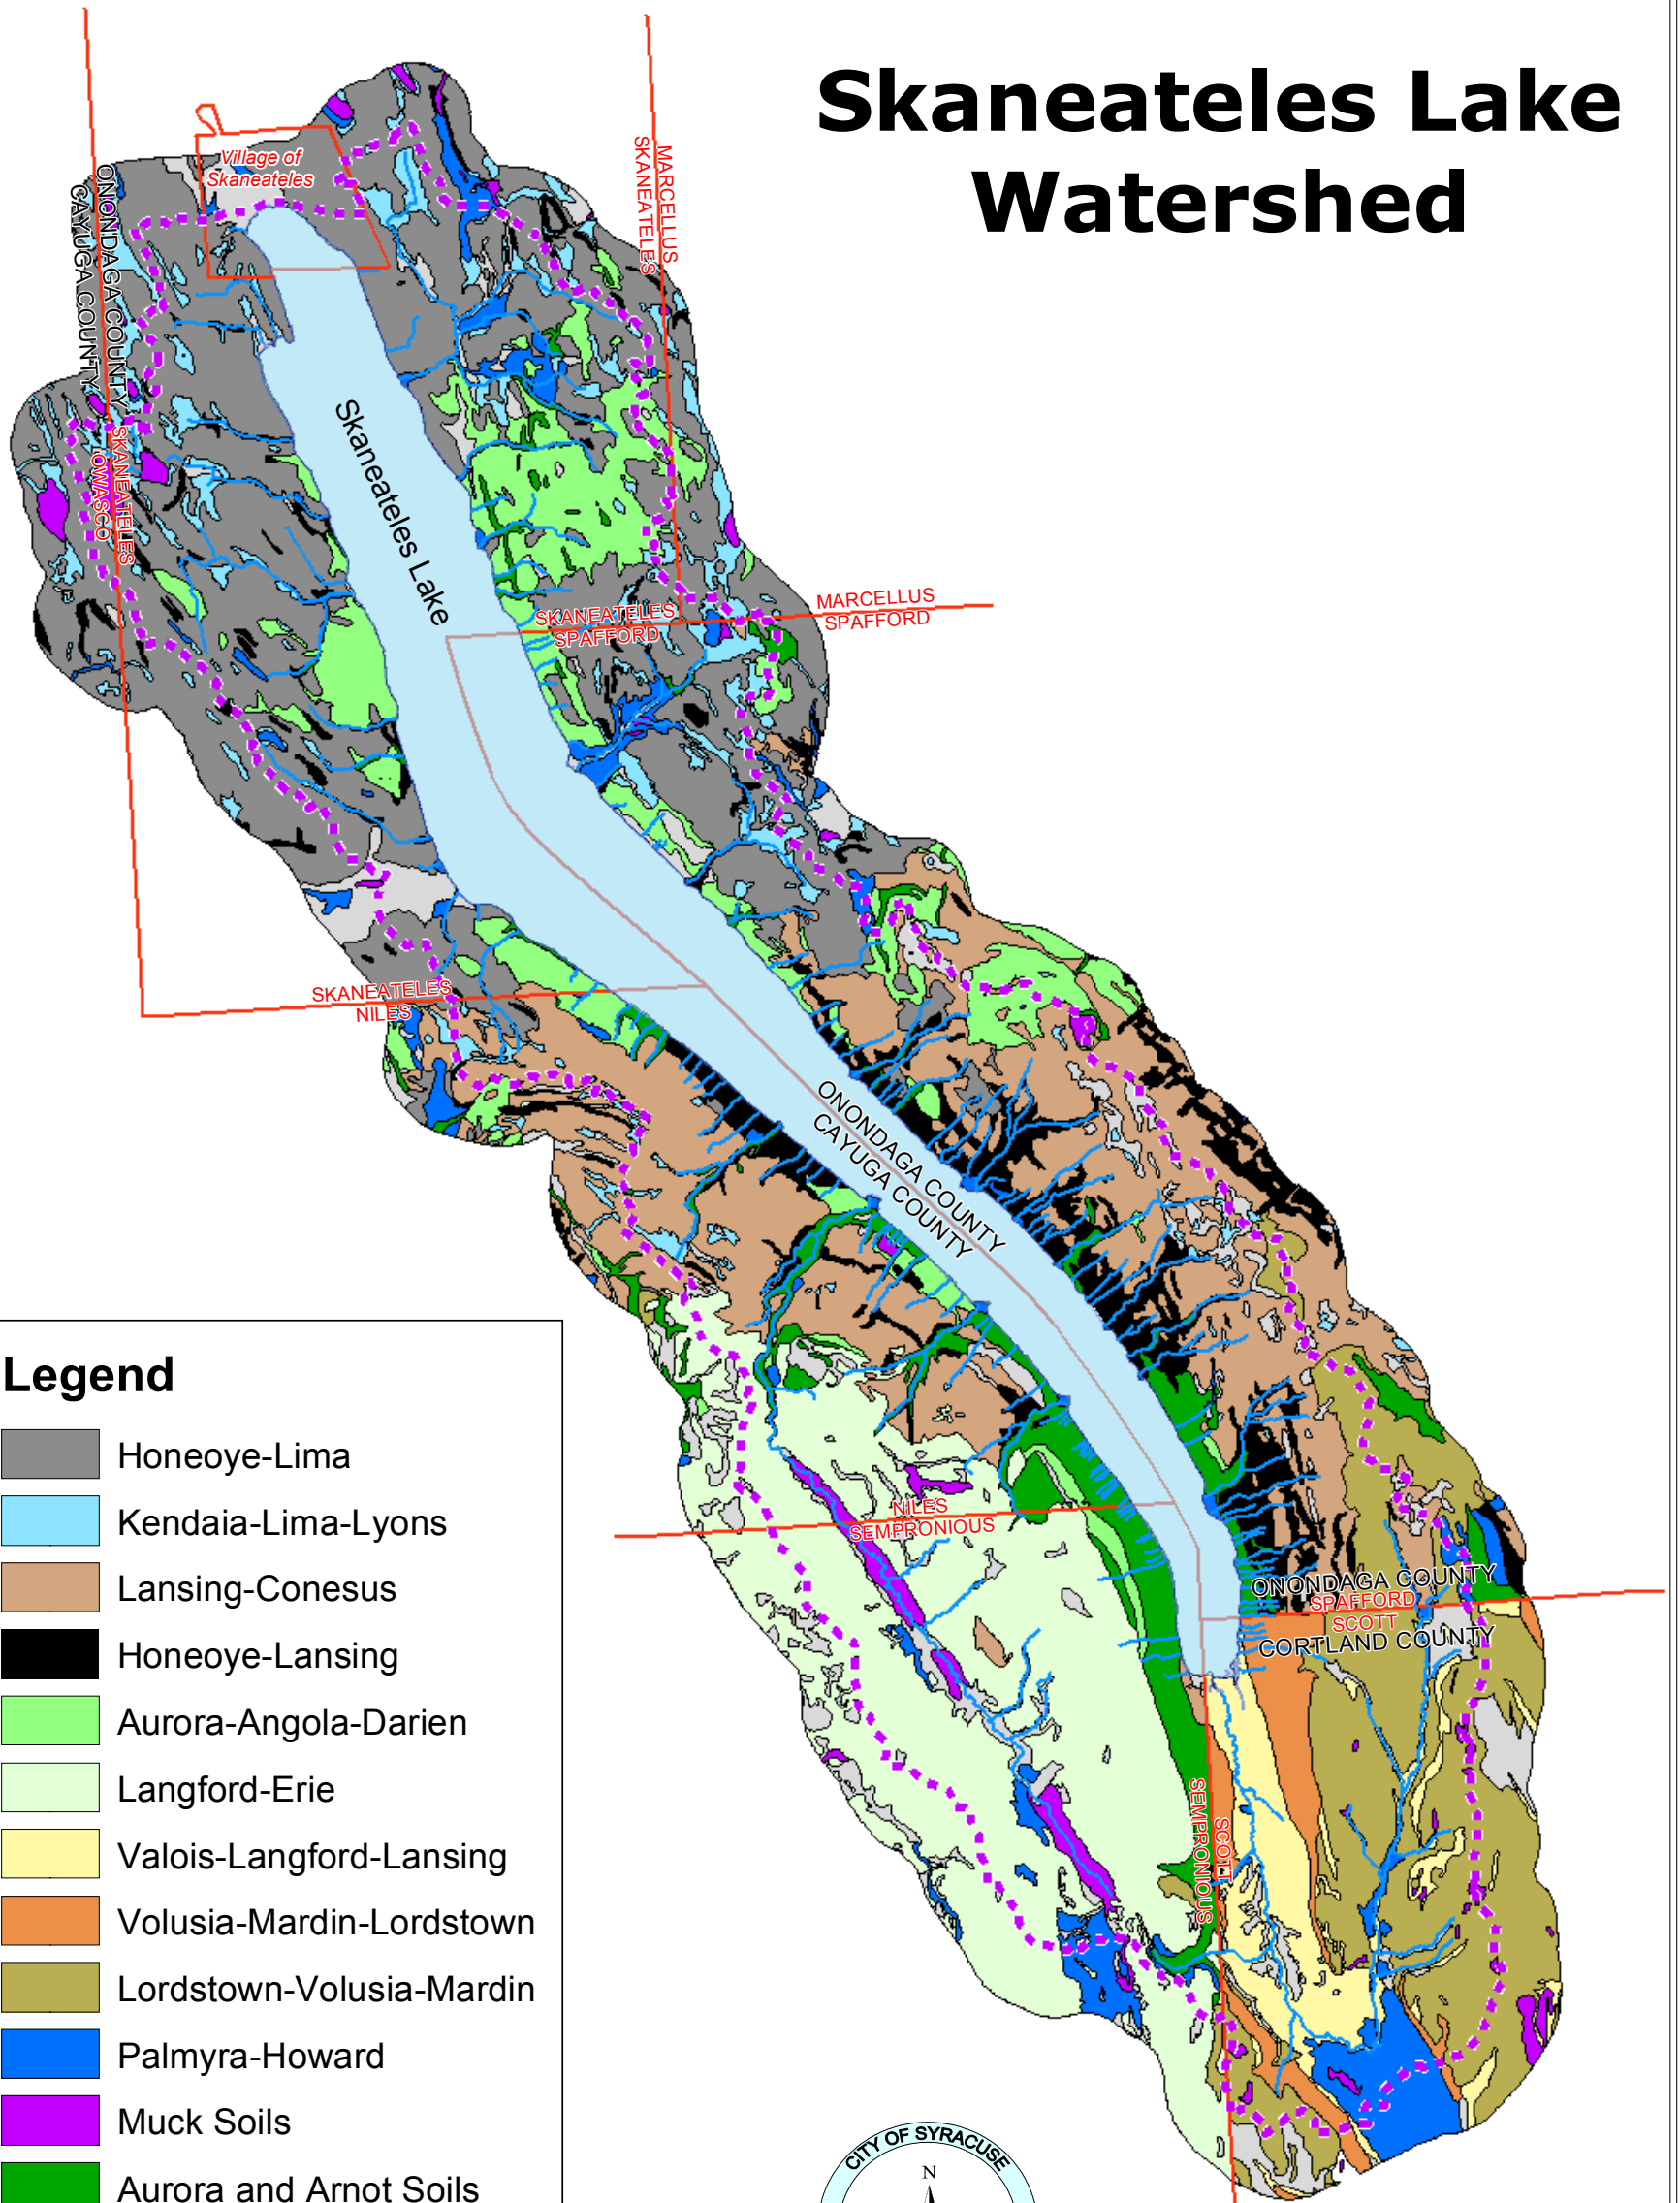 Skaneateles Lake
Watershed
Village of
Skaneateles
MARCELLUS
SKANEATELES
ONONDAGA COUNTY
CAYUGA COUNTY
Skaneateles Lake
SKANEATELES
OWASCO
SKANEATELES
SPAFFORD
MARCELLUS
SPAFFORD
SKANEATELES
NILES
ONONDAGA COUNTY
CAYUGA COUNTY
NILES
SEMPRONIOUS
ONONDAGA COUNTY
SPAFFORD
SCOTT
CORTLAND COUNTY
SCOTT
SEMPRONIOUS
Legend
Honeoye-Lima
Kendaia-Lima-Lyons
Lansing-Conesus
Honeoye-Lansing
Aurora-Angola-Darien
Langford-Erie
Valois-Langford-Lansing
Volusia-Mardin-Lordstown
Lordstown-Volusia-Mardin
Palmyra-Howard
Muck Soils
Aurora and Arnot Soils
CITY OF SYRACUSE
N